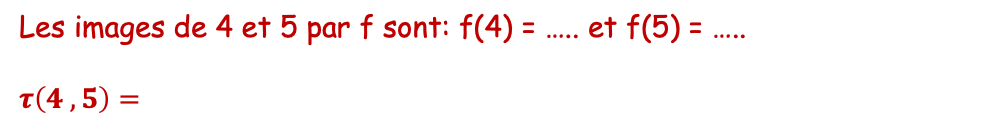 Les images de 4 et 5 par f sont: f(4) = ..... et f(5) = .....
τ(4 , 5) =